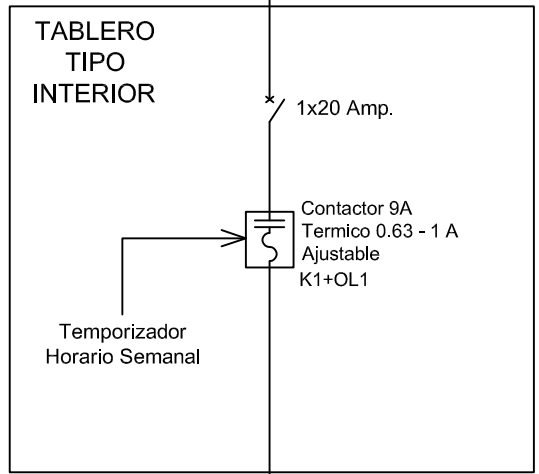 TABLERO
TIPO
INTERIOR
1x20 Amp.
Contactor 9A
Termico 0.63 - 1 A
Ajustable
K1+OL1
Temporizador
Horario Semanal